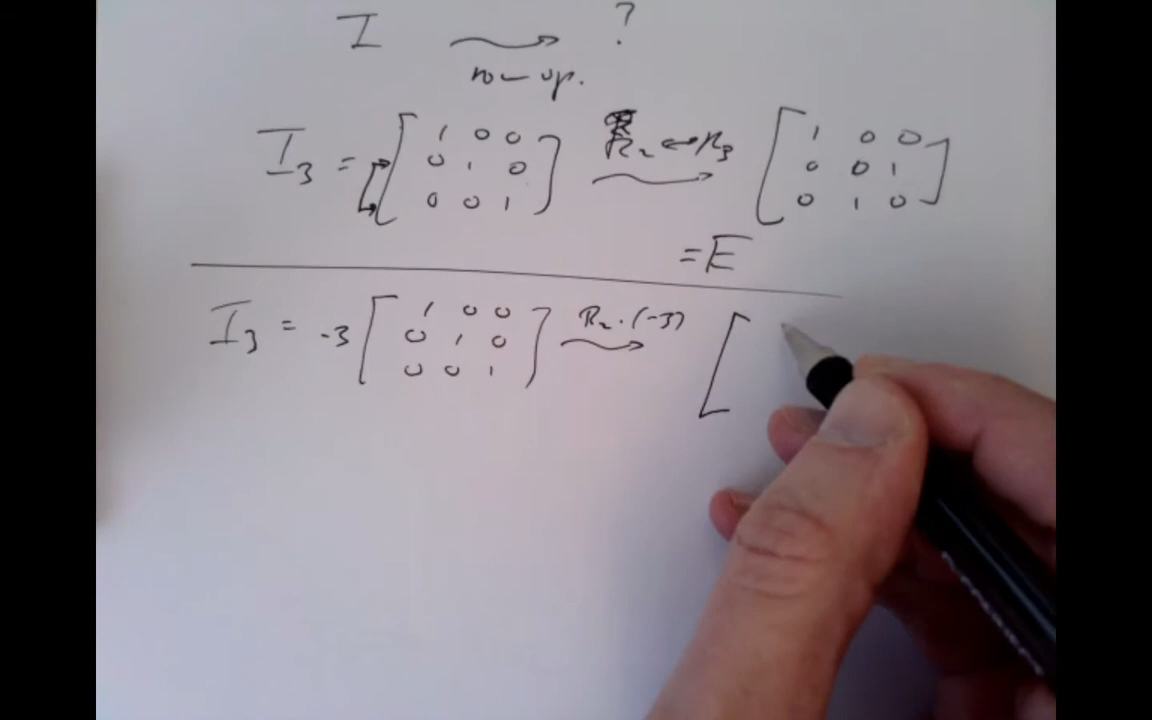 I ⟶ ?
row op.
I₃ = [ 1 0 0 ; 0 1 0 ; 0 0 1 ] R₂ ↔ R₃ ⟶ [ 1 0 0 ; 0 0 1 ; 0 1 0 ]
= E
I₃ = -3 [ 1 0 0 ; 0 1 0 ; 0 0 1 ] R₂ · (-3) ⟶ [